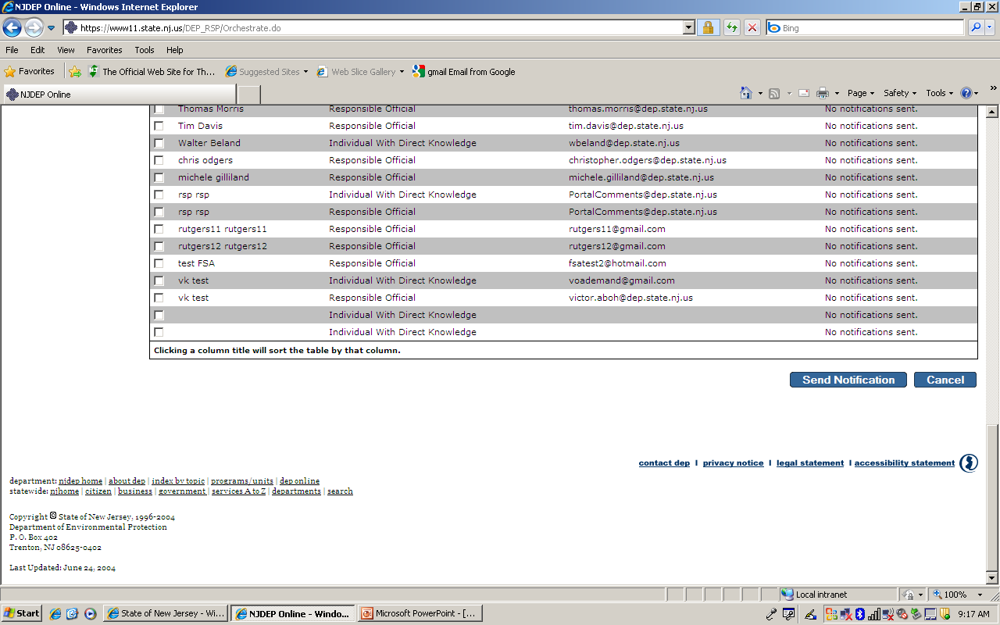 NJDEP Online - Windows Internet Explorer
https://www11.state.nj.us/DEP_RSP/Orchestrate.do
Bing
File Edit View Favorites Tools Help
Favorites The Official Web Site for Th... Suggested Sites Web Slice Gallery gmail Email from Google
NJDEP Online Page Safety Tools
Thomas Morris Responsible Official thomas.morris@dep.state.nj.us No notifications sent.
Tim Davis Responsible Official tim.davis@dep.state.nj.us No notifications sent.
Walter Beland Individual With Direct Knowledge wbeland@dep.state.nj.us No notifications sent.
chris odgers Responsible Official christopher.odgers@dep.state.nj.us No notifications sent.
michele gilliland Responsible Official michele.gilliland@dep.state.nj.us No notifications sent.
rsp rsp Individual With Direct Knowledge PortalComments@dep.state.nj.us No notifications sent.
rsp rsp Responsible Official PortalComments@dep.state.nj.us No notifications sent.
rutgers11 rutgers11 Responsible Official rutgers11@gmail.com No notifications sent.
rutgers12 rutgers12 Responsible Official rutgers12@gmail.com No notifications sent.
test FSA Responsible Official fsatest2@hotmail.com No notifications sent.
vk test Individual With Direct Knowledge voademand@gmail.com No notifications sent.
vk test Responsible Official victor.aboh@dep.state.nj.us No notifications sent.
Individual With Direct Knowledge No notifications sent.
Individual With Direct Knowledge No notifications sent.
Clicking a column title will sort the table by that column.
Send Notification Cancel
contact dep | privacy notice | legal statement | accessibility statement
department: njdep home | about dep | index by topic | programs/units | dep online
statewide: njhome | citizen | business | government | services A to Z | departments | search
Copyright © State of New Jersey, 1996-2004
Department of Environmental Protection
P. O. Box 402
Trenton, NJ 08625-0402
Last Updated: June 24, 2004
Local intranet 100%
Start State of New Jersey - Wi... NJDEP Online - Windo... Microsoft PowerPoint - [... 9:17 AM